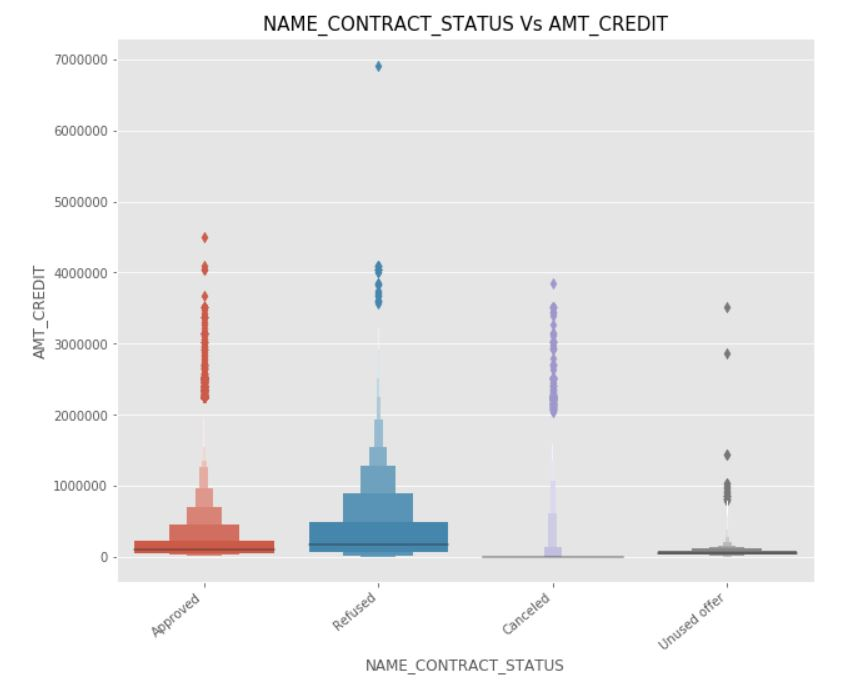 NAME_CONTRACT_STATUS Vs AMT_CREDIT
7000000
6000000
5000000
4000000
3000000
2000000
1000000
0
AMT_CREDIT
Approved
Refused
Canceled
Unused offer
NAME_CONTRACT_STATUS